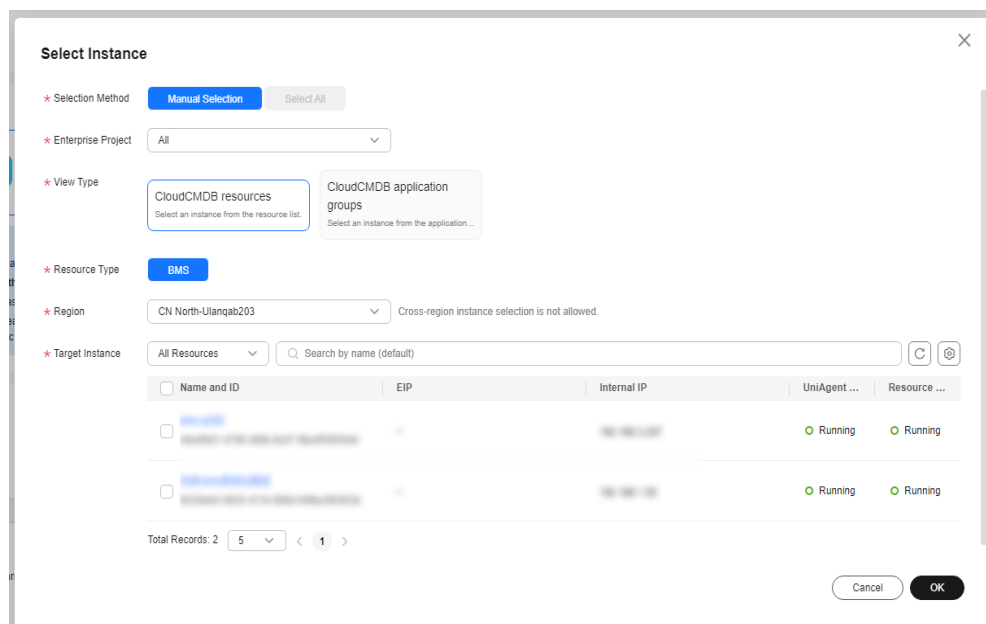 Select Instance
* Selection Method Manual Selection Select All
* Enterprise Project All
* View Type
CloudCMDB resources
Select an instance from the resource list.
CloudCMDB application
groups
Select an instance from the application...
* Resource Type BMS
* Region CN North-Ulanqab203 Cross-region instance selection is not allowed.
* Target Instance All Resources Search by name (default)
Name and ID EIP Internal IP UniAgent ... Resource ...
Running Running
Running Running
Total Records: 2 5 < 1 >
Cancel OK